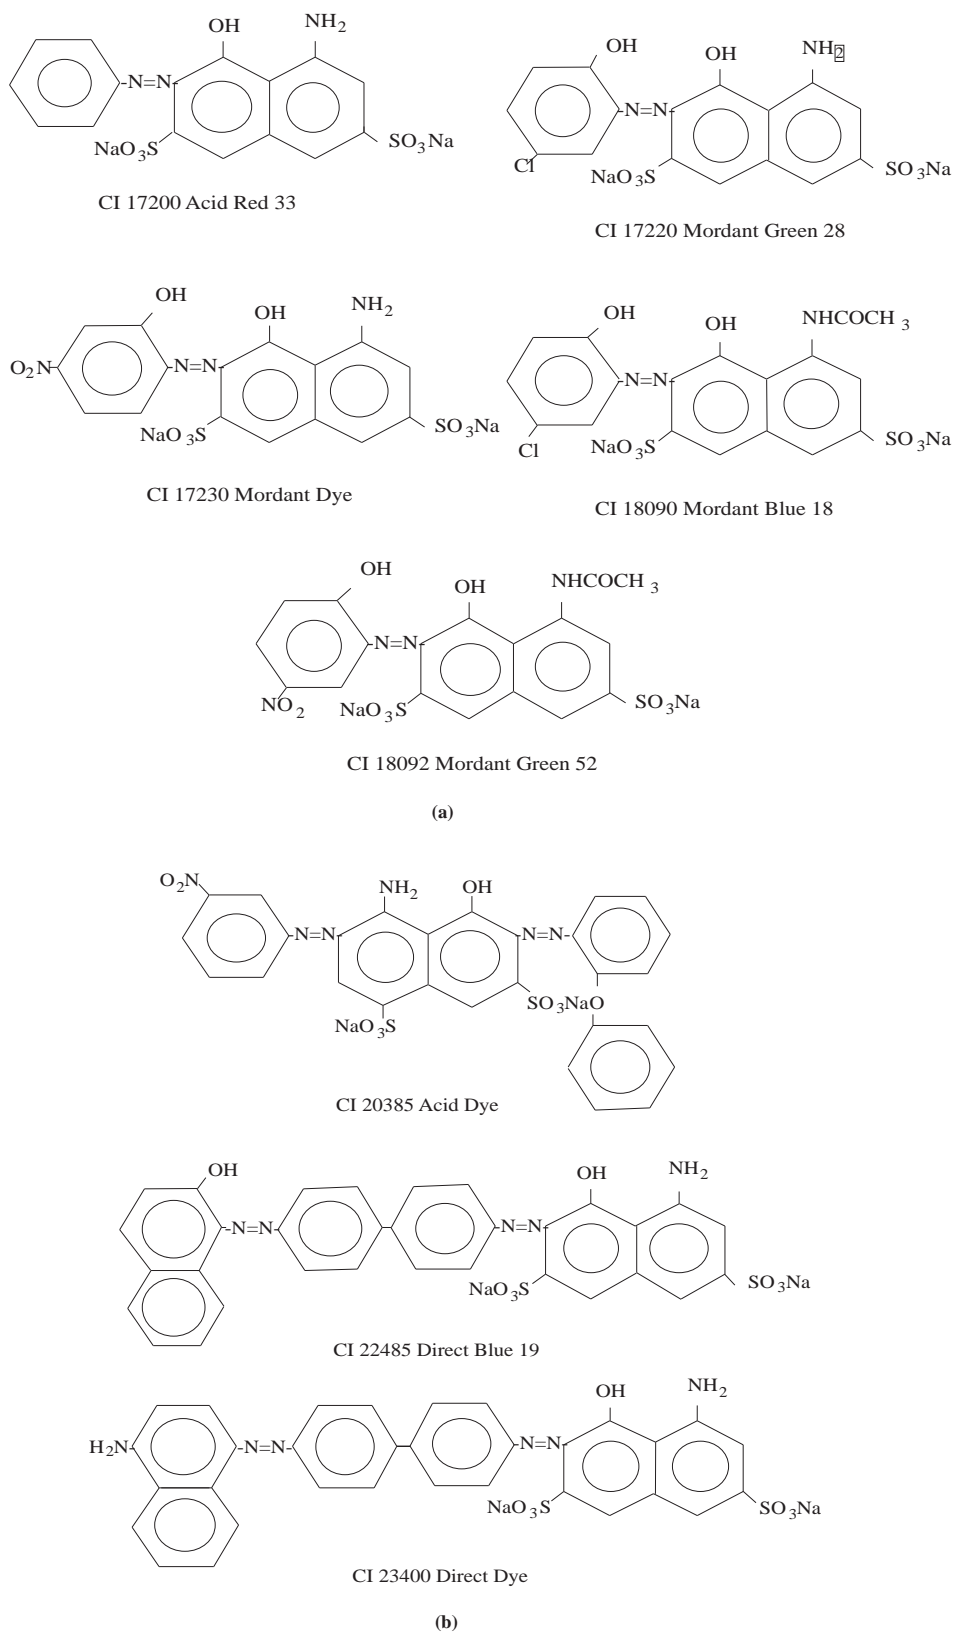 OH NH2
N=N
NaO3S SO3Na
CI 17200 Acid Red 33
OH OH NH2
N=N
Cl NaO3S SO3Na
CI 17220 Mordant Green 28
OH OH NH2
O2N N=N
NaO3S SO3Na
CI 17230 Mordant Dye
OH OH NHCOCH3
N=N
Cl NaO3S SO3Na
CI 18090 Mordant Blue 18
OH OH NHCOCH3
N=N
NO2 NaO3S SO3Na
CI 18092 Mordant Green 52
(a)
O2N NH2 OH
N=N N=N
NaO3S SO3NaO
CI 20385 Acid Dye
OH OH NH2
N=N N=N
NaO3S SO3Na
CI 22485 Direct Blue 19
OH NH2
H2N N=N N=N
NaO3S SO3Na
CI 23400 Direct Dye
(b)